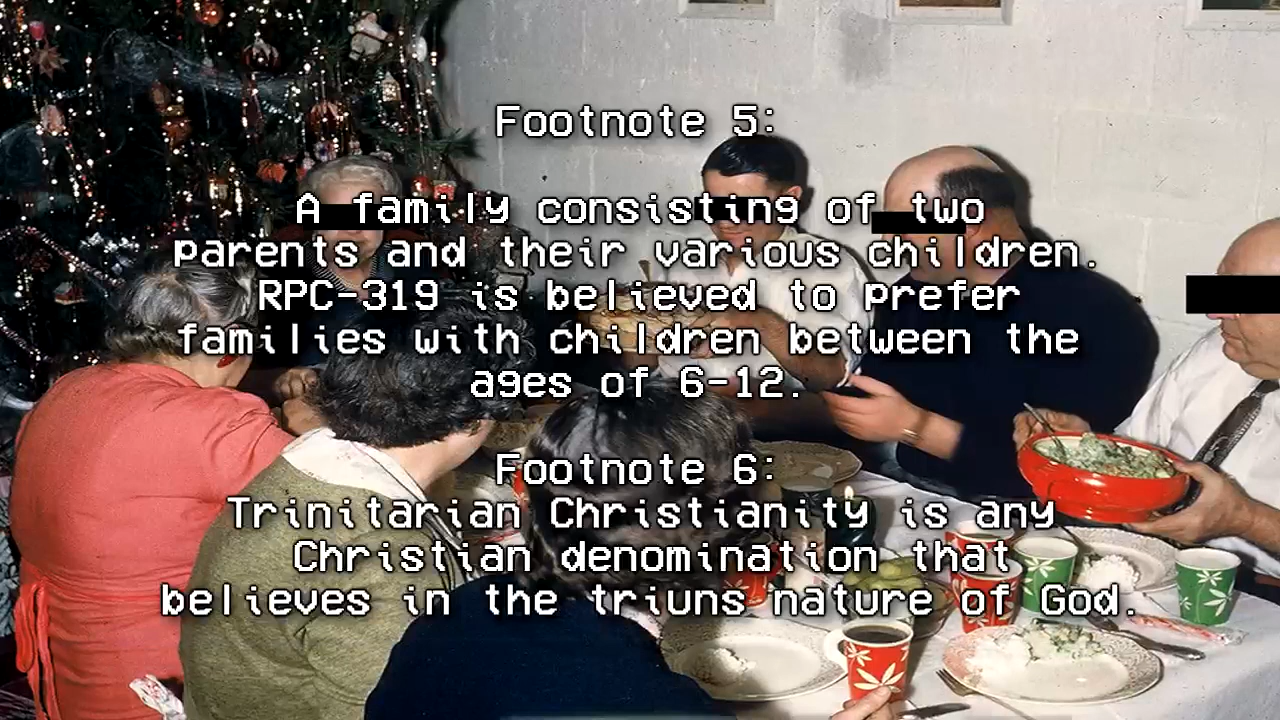 Footnote 5:
A family consisting of two
parents and their various children.
RPC-319 is believed to prefer
families with children between the
ages of 6-12.
Footnote 6:
Trinitarian Christianity is any
Christian denomination that
believes in the triuns nature of God.